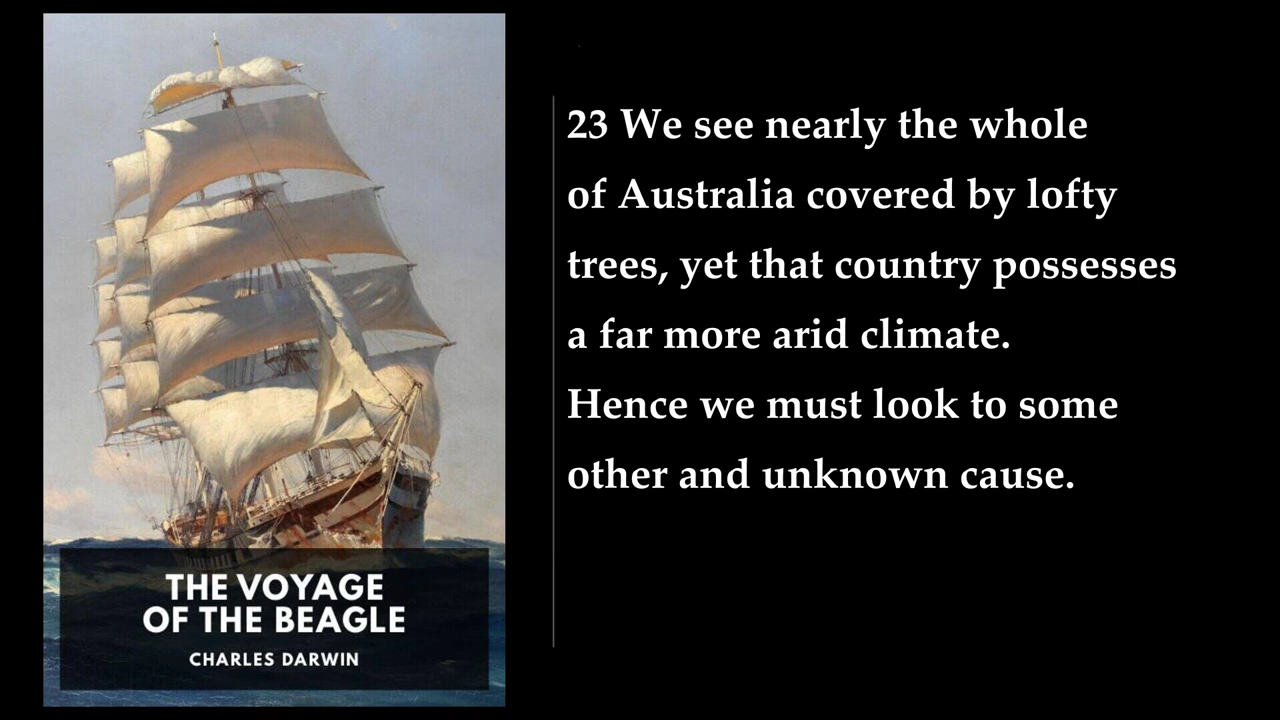 THE VOYAGE
OF THE BEAGLE
CHARLES DARWIN
23 We see nearly the whole
of Australia covered by lofty
trees, yet that country possesses
a far more arid climate.
Hence we must look to some
other and unknown cause.